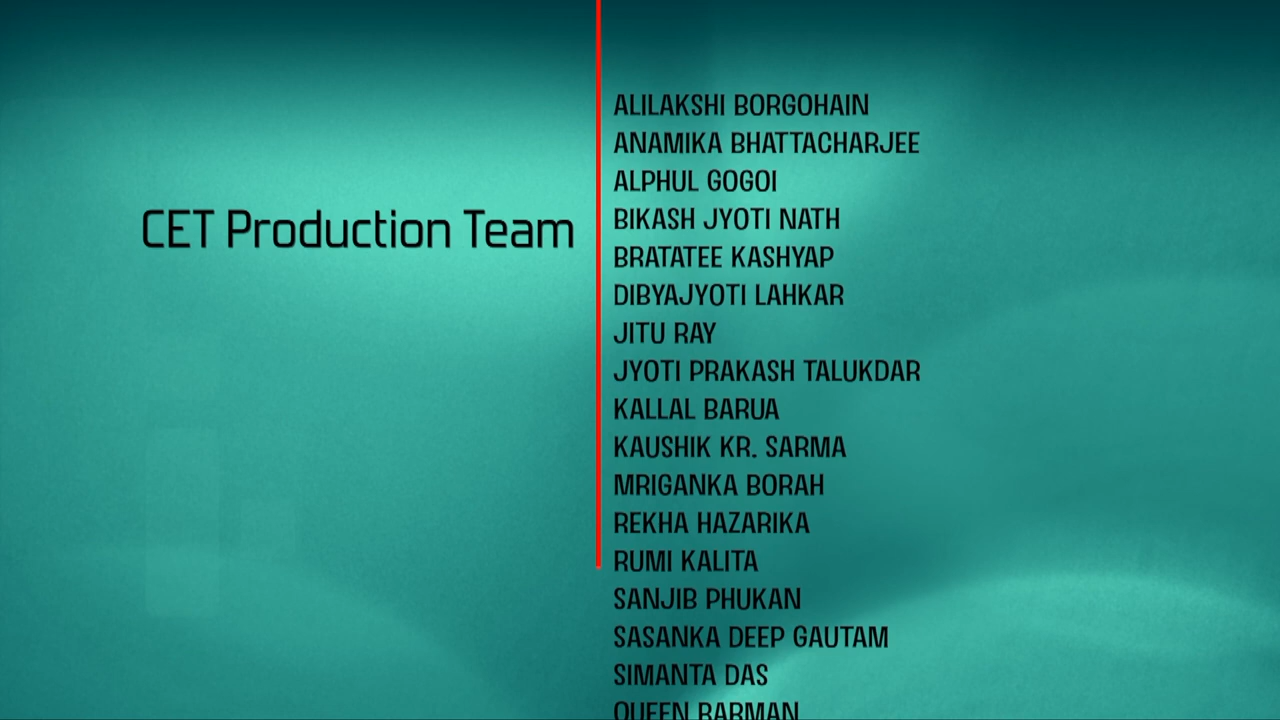 CET Production Team
ALILAKSHI BORGOHAIN
ANAMIKA BHATTACHARJEE
ALPHUL GOGOI
BIKASH JYOTI NATH
BRATATEE KASHYAP
DIBYAJYOTI LAHKAR
JITU RAY
JYOTI PRAKASH TALUKDAR
KALLAL BARUA
KAUSHIK KR. SARMA
MRIGANKA BORAH
REKHA HAZARIKA
RUMI KALITA
SANJIB PHUKAN
SASANKA DEEP GAUTAM
SIMANTA DAS
QUEEN BARMAN